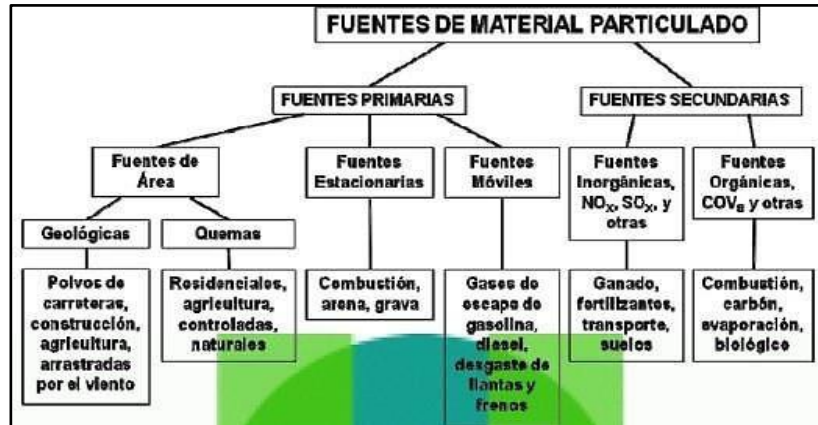 FUENTES DE MATERIAL PARTICULADO
FUENTES PRIMARIAS
FUENTES SECUNDARIAS
Fuentes de
Área
Fuentes
Estacionarias
Fuentes
Móviles
Fuentes
Inorgánicas,
NOX, SOX, y
otras
Fuentes
Orgánicas,
COVS y otras
Geológicas
Quemas
Polvos de
carreteras,
construcción,
agricultura,
arrastradas
por el viento
Residenciales,
agricultura,
controladas,
naturales
Combustión,
arena, grava
Gases de
escape de
gasolina,
diesel,
desgaste de
llantas y
frenos
Ganado,
fertilizantes,
transporte,
suelos
Combustión,
carbón,
evaporación,
biológico